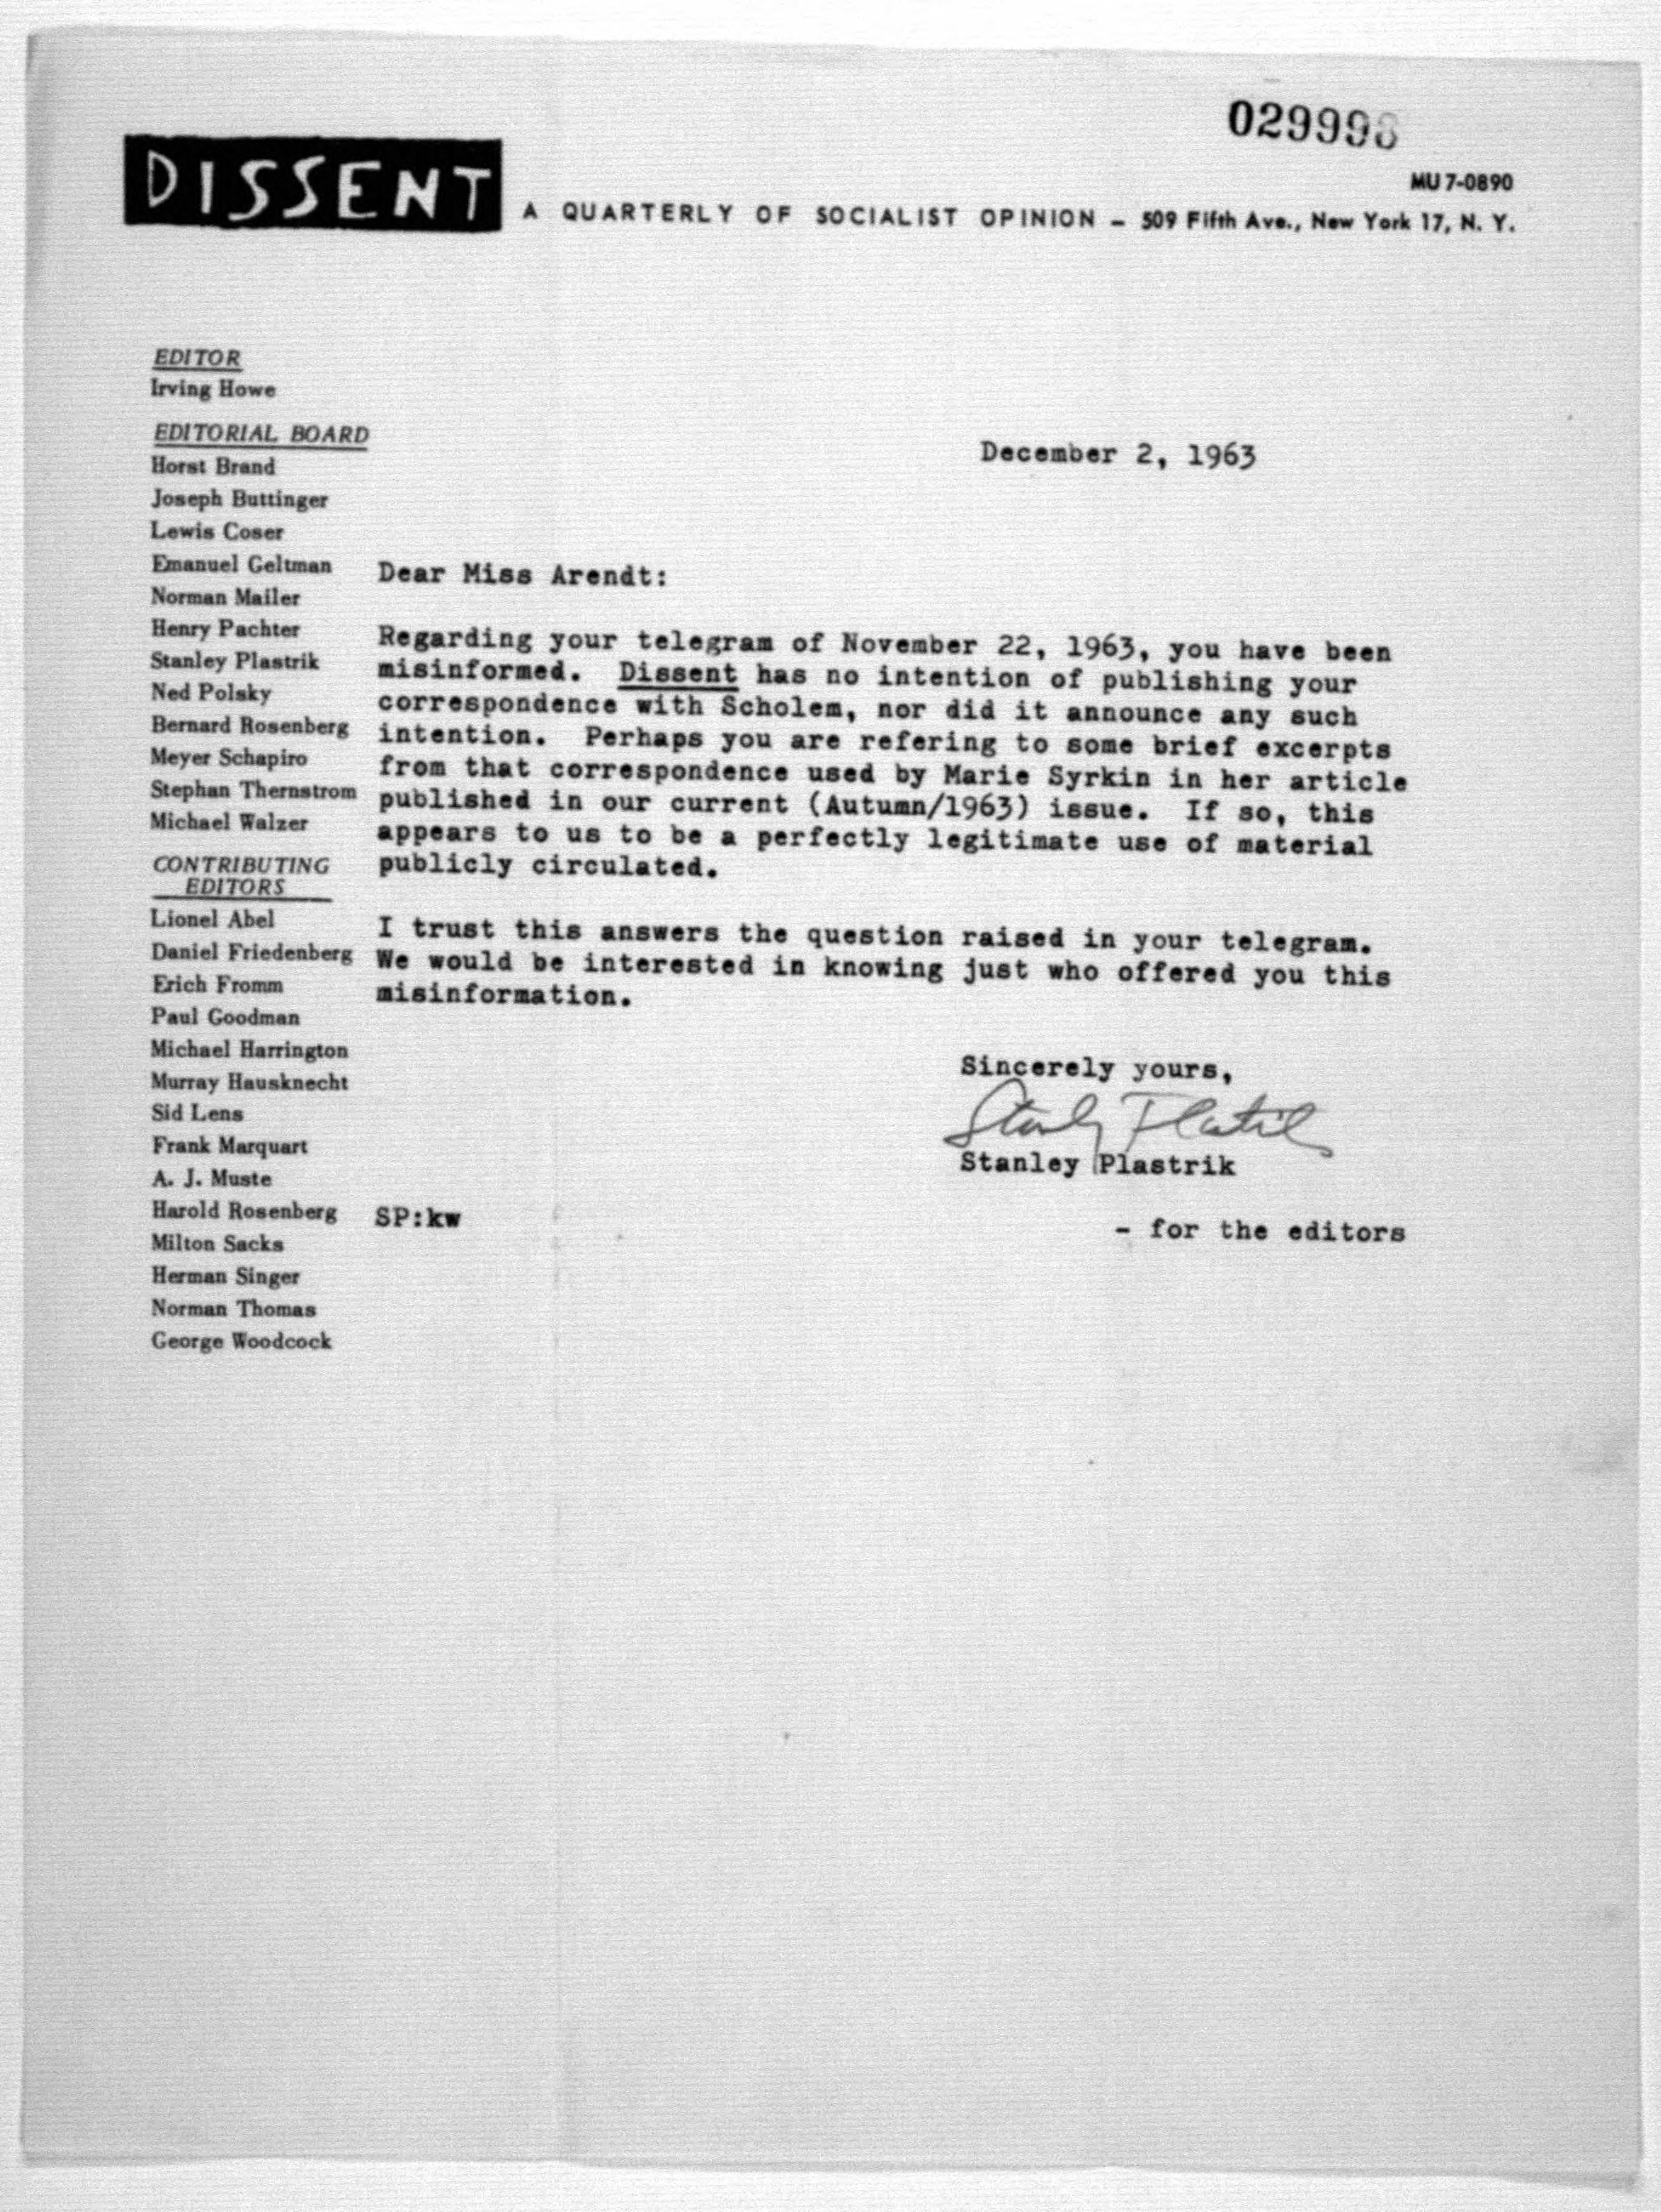 029998
MU 7-0890
DISSENT
A QUARTERLY OF SOCIALIST OPINION – 509 Fifth Ave., New York 17, N. Y.
EDITOR
Irving Howe
EDITORIAL BOARD
Horst Brand
Joseph Buttinger
Lewis Coser
Emanuel Geltman
Norman Mailer
Henry Pachter
Stanley Plastrik
Ned Polsky
Bernard Rosenberg
Meyer Schapiro
Stephan Thernstrom
Michael Walzer
CONTRIBUTING
EDITORS
Lionel Abel
Daniel Friedenberg
Erich Fromm
Paul Goodman
Michael Harrington
Murray Hausknecht
Sid Lens
Frank Marquart
A. J. Muste
Harold Rosenberg
Milton Sacks
Herman Singer
Norman Thomas
George Woodcock
December 2, 1963
Dear Miss Arendt:
Regarding your telegram of November 22, 1963, you have been
misinformed. Dissent has no intention of publishing your
correspondence with Scholem, nor did it announce any such
intention. Perhaps you are refering to some brief excerpts
from that correspondence used by Marie Syrkin in her article
published in our current (Autumn/1963) issue. If so, this
appears to us to be a perfectly legitimate use of material
publicly circulated.
I trust this answers the question raised in your telegram.
We would be interested in knowing just who offered you this
misinformation.
Sincerely yours,
Stanley Plastrik
Stanley Plastrik
SP:kw
- for the editors